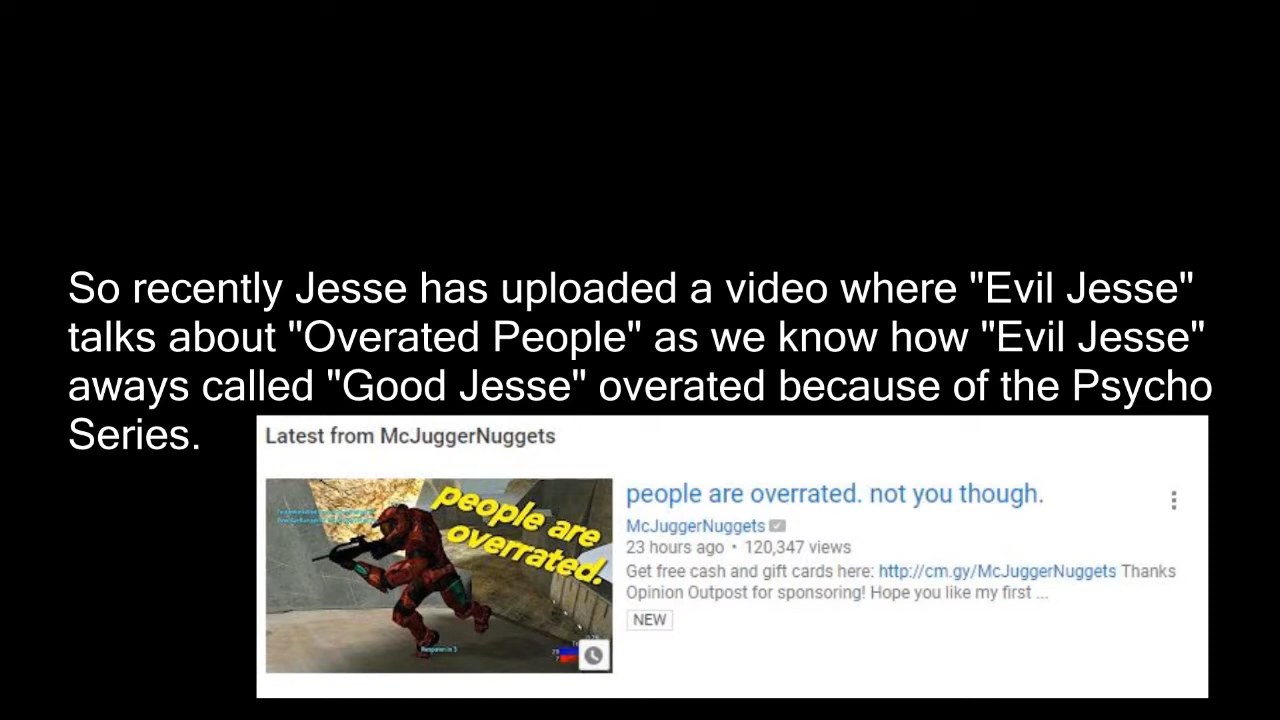 So recently Jesse has uploaded a video where "Evil Jesse"
talks about "Overated People" as we know how "Evil Jesse"
aways called "Good Jesse" overated because of the Psycho
Series.
Latest from McJuggerNuggets
people are
overrated.
Respawn in 3
people are overrated. not you though.
McJuggerNuggets
23 hours ago • 120,347 views
Get free cash and gift cards here: http://cm.gy/McJuggerNuggets Thanks
Opinion Outpost for sponsoring! Hope you like my first ...
NEW